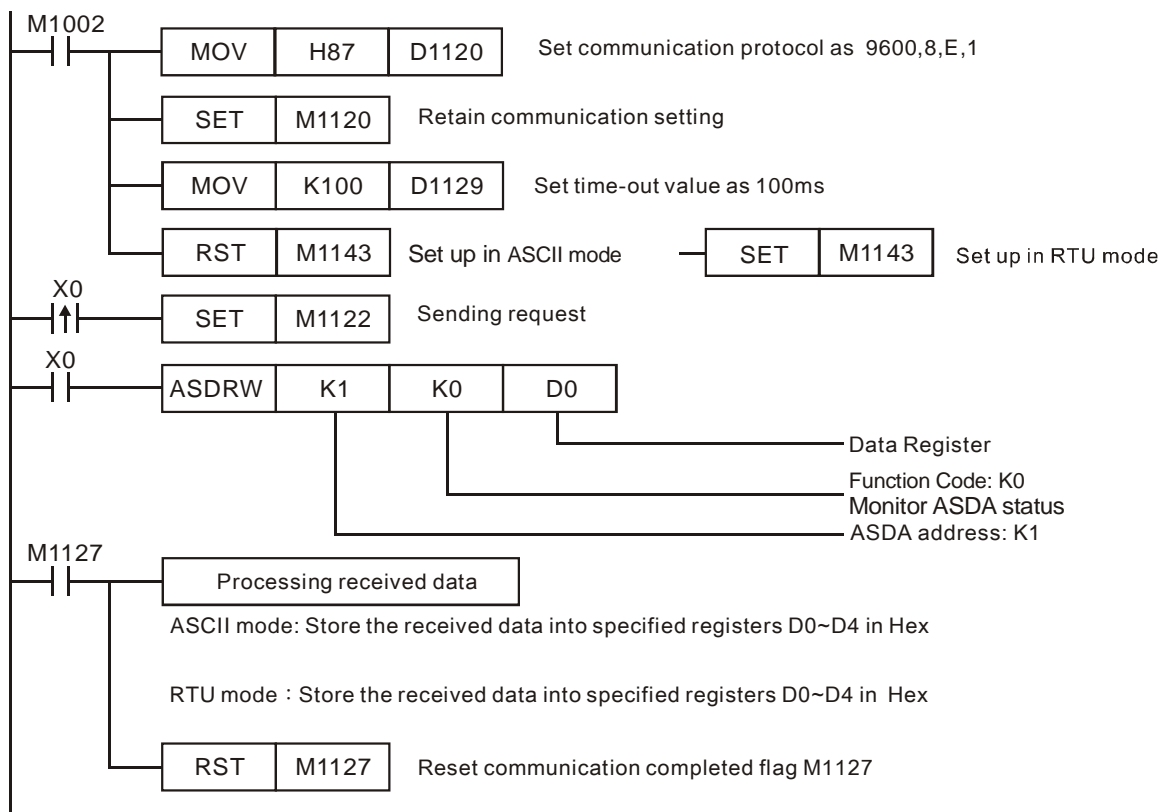 M1002
MOV H87 D1120 Set communication protocol as 9600,8,E,1
SET M1120 Retain communication setting
MOV K100 D1129 Set time-out value as 100ms
RST M1143 Set up in ASCII mode SET M1143 Set up in RTU mode
X0
SET M1122 Sending request
X0
ASDRW K1 K0 D0
Data Register
Function Code: K0
Monitor ASDA status
ASDA address: K1
M1127
Processing received data
ASCII mode: Store the received data into specified registers D0~D4 in Hex
RTU mode：Store the received data into specified registers D0~D4 in Hex
RST M1127 Reset communication completed flag M1127